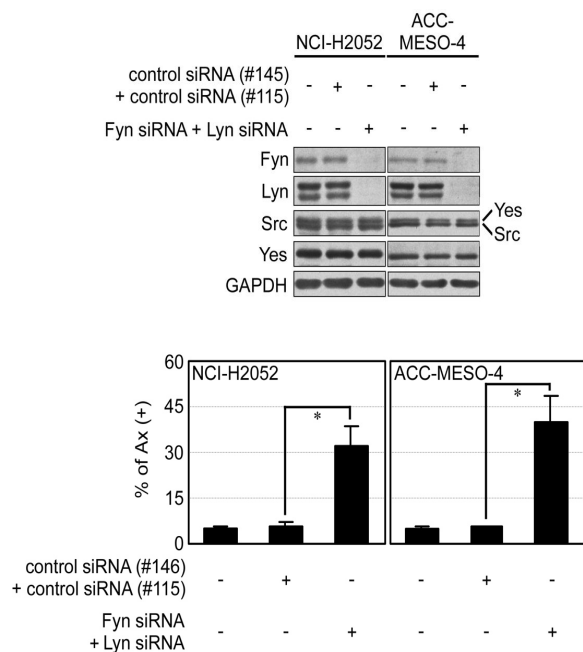 NCI-H2052
ACC-
MESO-4
control siRNA (#145)
+ control siRNA (#115)
- + - - + -
Fyn siRNA + Lyn siRNA
- - + - - +
Fyn
Lyn
Src
Yes
Src
Yes
GAPDH
60
45
30
15
0
% of Ax (+)
NCI-H2052
*
ACC-MESO-4
*
control siRNA (#146)
+ control siRNA (#115)
- + - - + -
Fyn siRNA
+ Lyn siRNA
- - + - - +